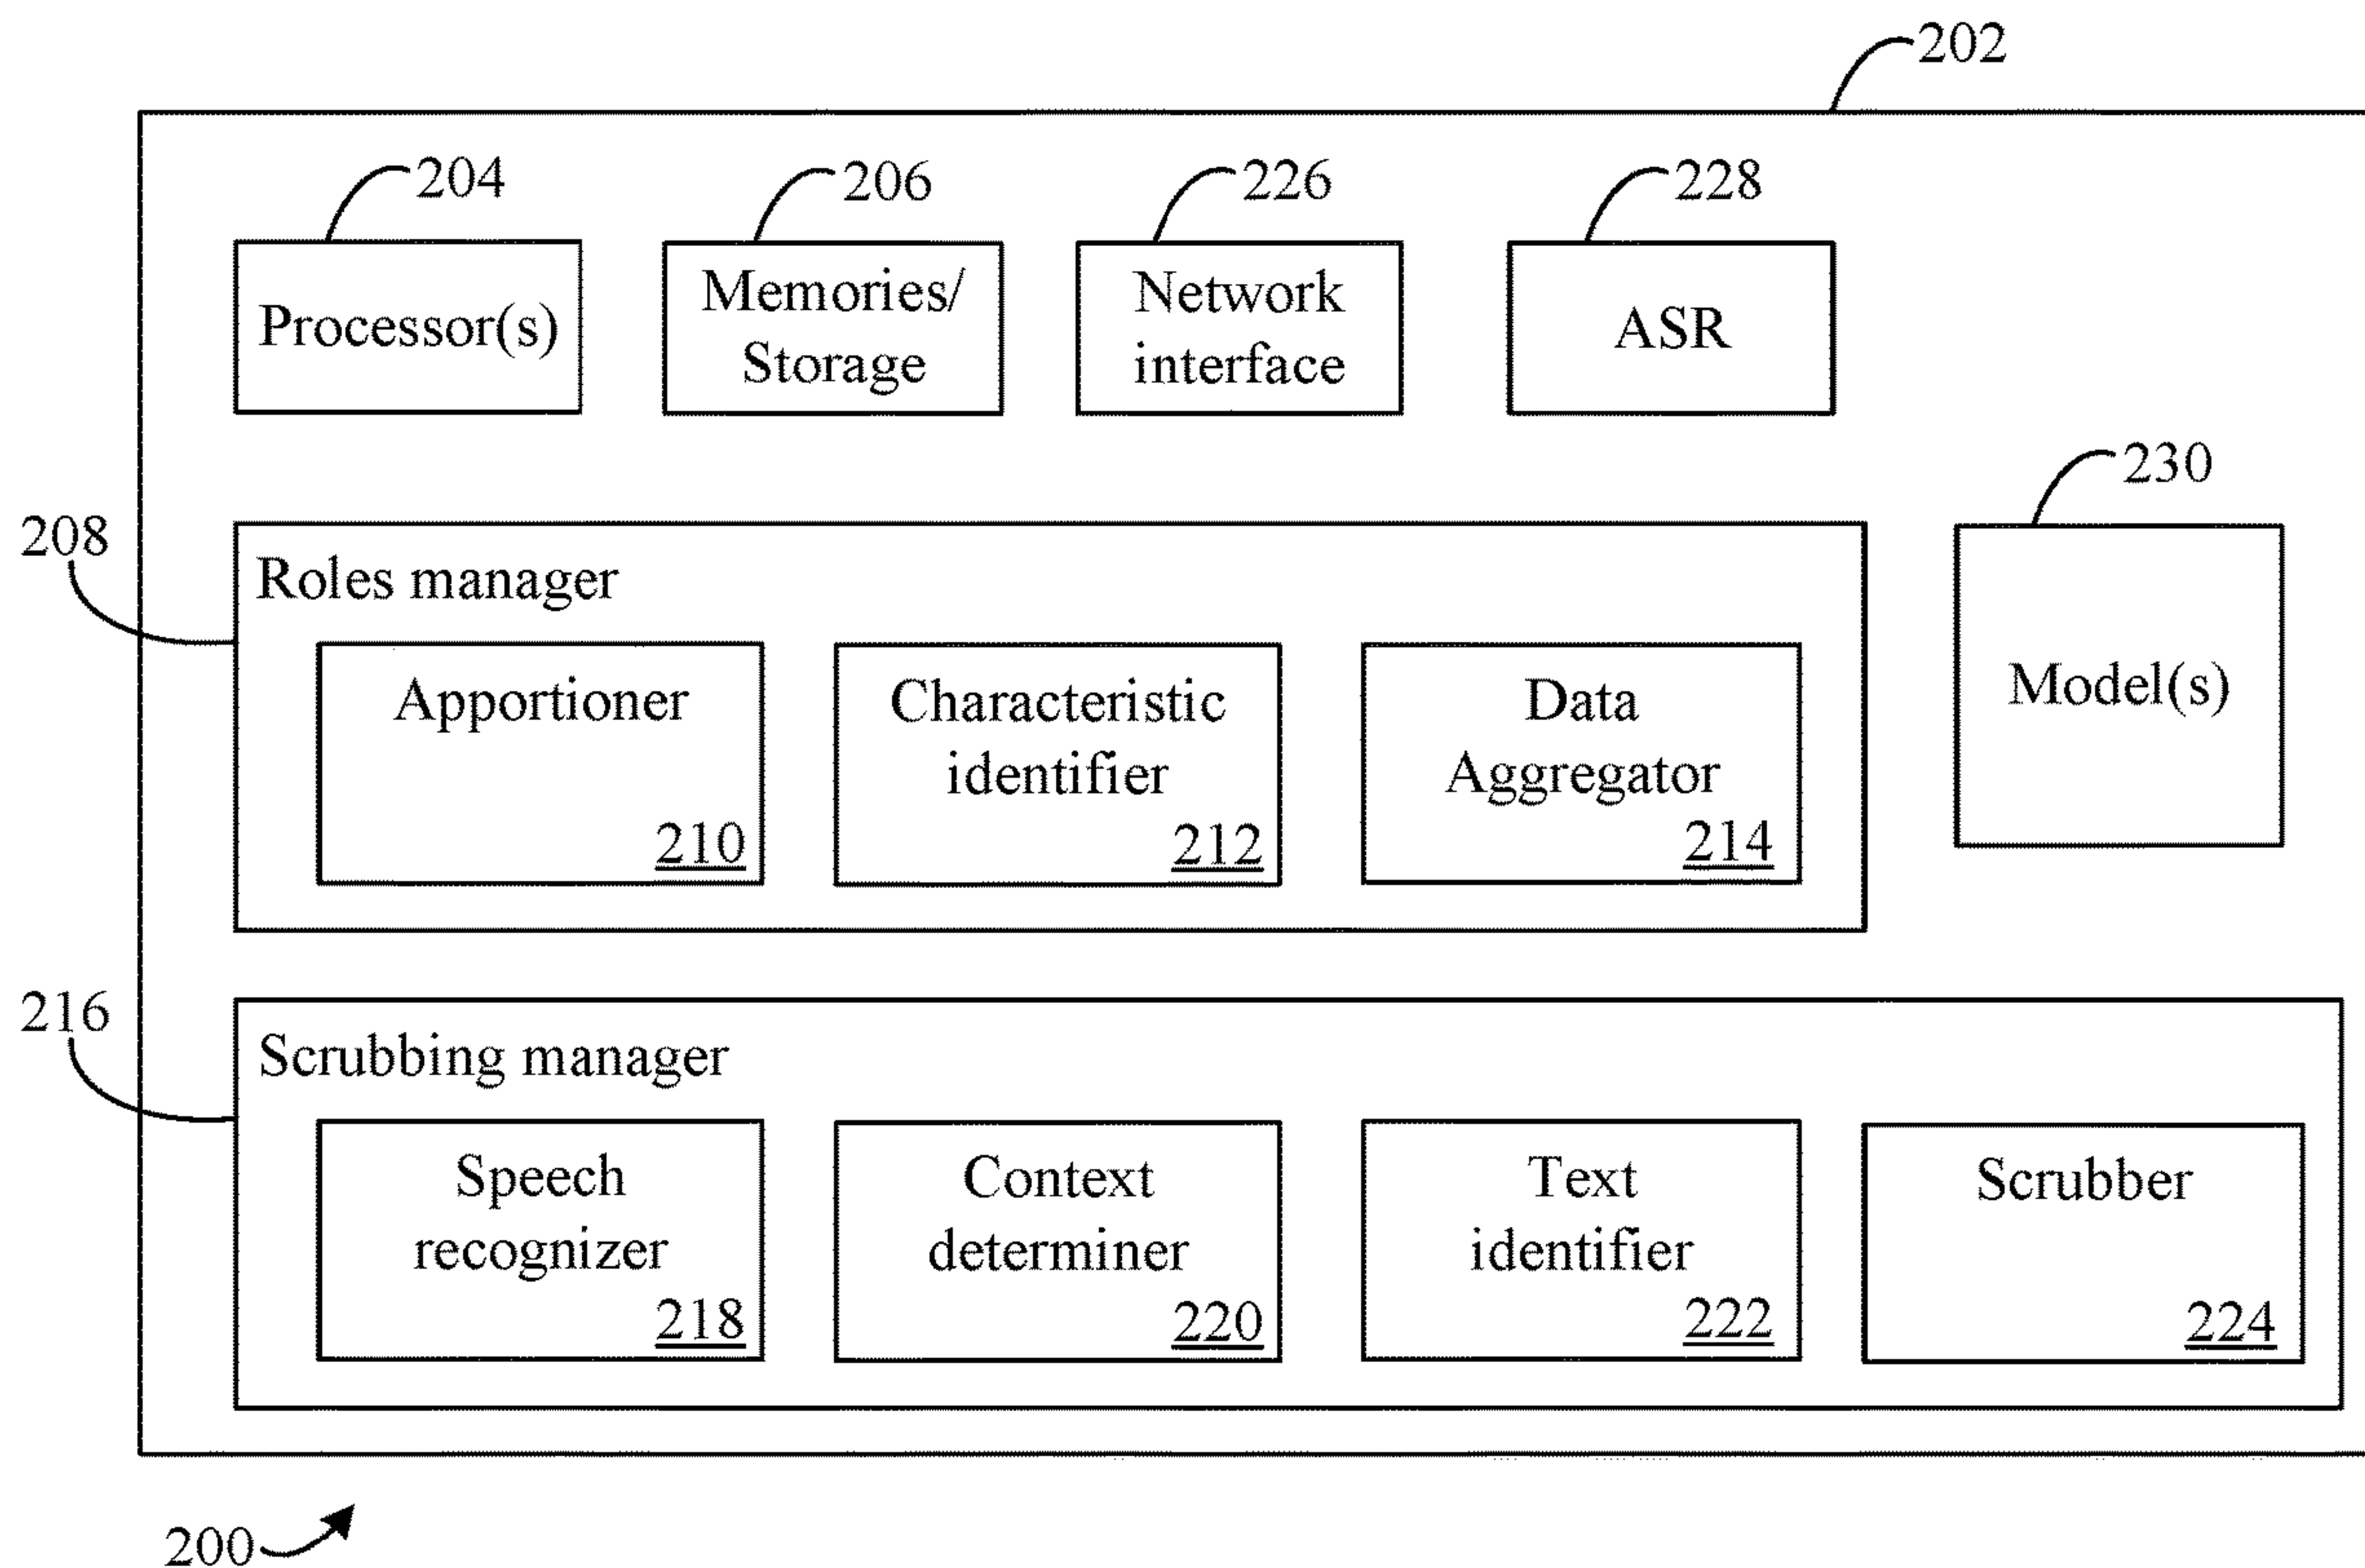 202
204
206
226
228
Processor(s)
Memories/
Storage
Network
interface
ASR
230
208
Roles manager
Apportioner
210
Characteristic
identifier
212
Data
Aggregator
214
Model(s)
216
Scrubbing manager
Speech
recognizer
218
Context
determiner
220
Text
identifier
222
Scrubber
224
200